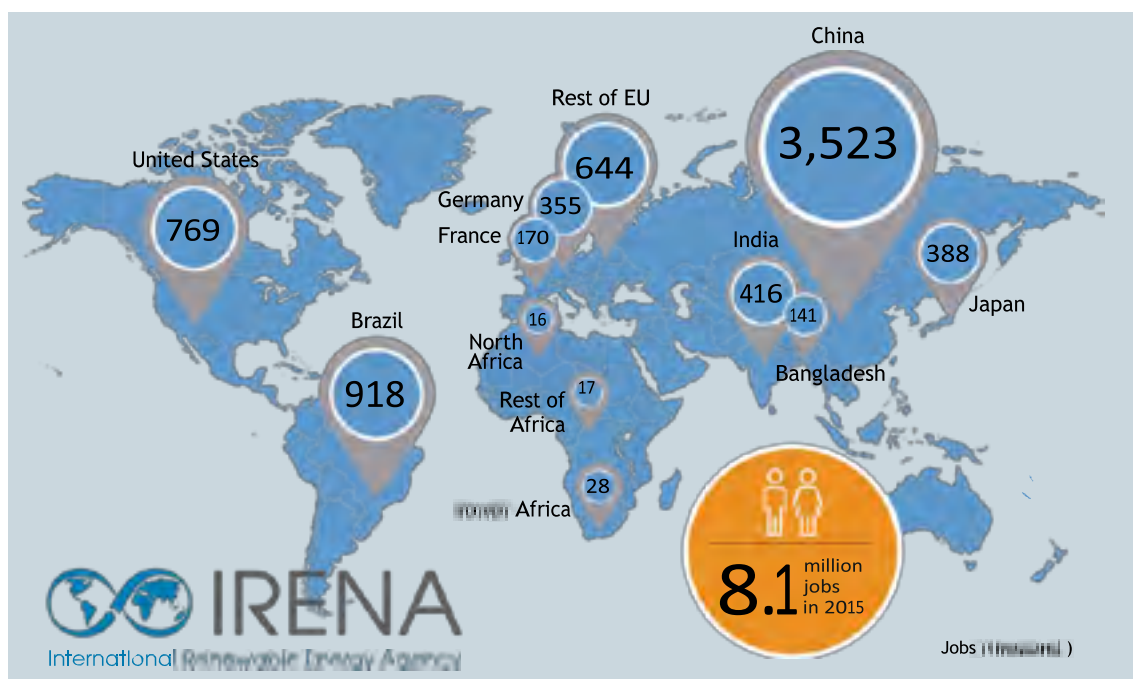 China
3,523
Rest of EU
644
United States
769
Germany
355
France
170
India
416
141
Bangladesh
388
Japan
Brazil
918
16
North
Africa
17
Rest of
Africa
28
Africa
8.1 million
jobs
in 2015
IRENA
International
Jobs )